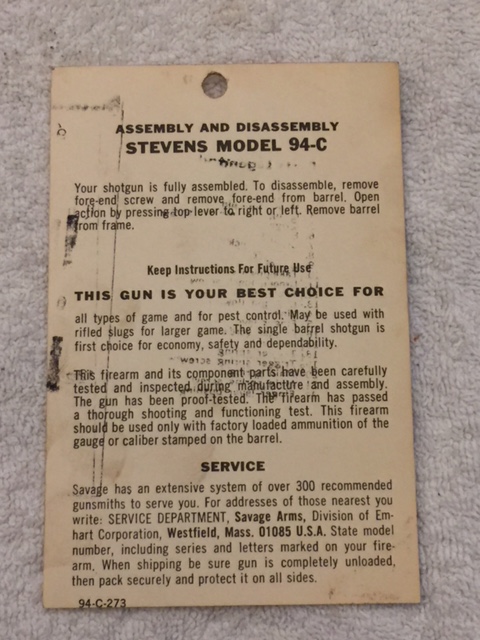 ASSEMBLY AND DISASSEMBLY
STEVENS MODEL 94-C
Your shotgun is fully assembled. To disassemble, remove
fore-end screw and remove fore-end from barrel. Open
action by pressing top lever to right or left. Remove barrel
from frame.
Keep Instructions For Future Use
THIS GUN IS YOUR BEST CHOICE FOR
all types of game and for pest control. May be used with
rifled slugs for larger game. The single barrel shotgun is
first choice for economy, safety and dependability.
This firearm and its component parts have been carefully
tested and inspected during manufacture and assembly.
The gun has been proof-tested. The firearm has passed
a thorough shooting and functioning test. This firearm
should be used only with factory loaded ammunition of the
gauge or caliber stamped on the barrel.
SERVICE
Savage has an extensive system of over 300 recommended
gunsmiths to serve you. For addresses of those nearest you
write: SERVICE DEPARTMENT, Savage Arms, Division of Em-
hart Corporation, Westfield, Mass. 01085 U.S.A. State model
number, including series and letters marked on your fire-
arm. When shipping be sure gun is completely unloaded,
then pack securely and protect it on all sides.
94-C-273